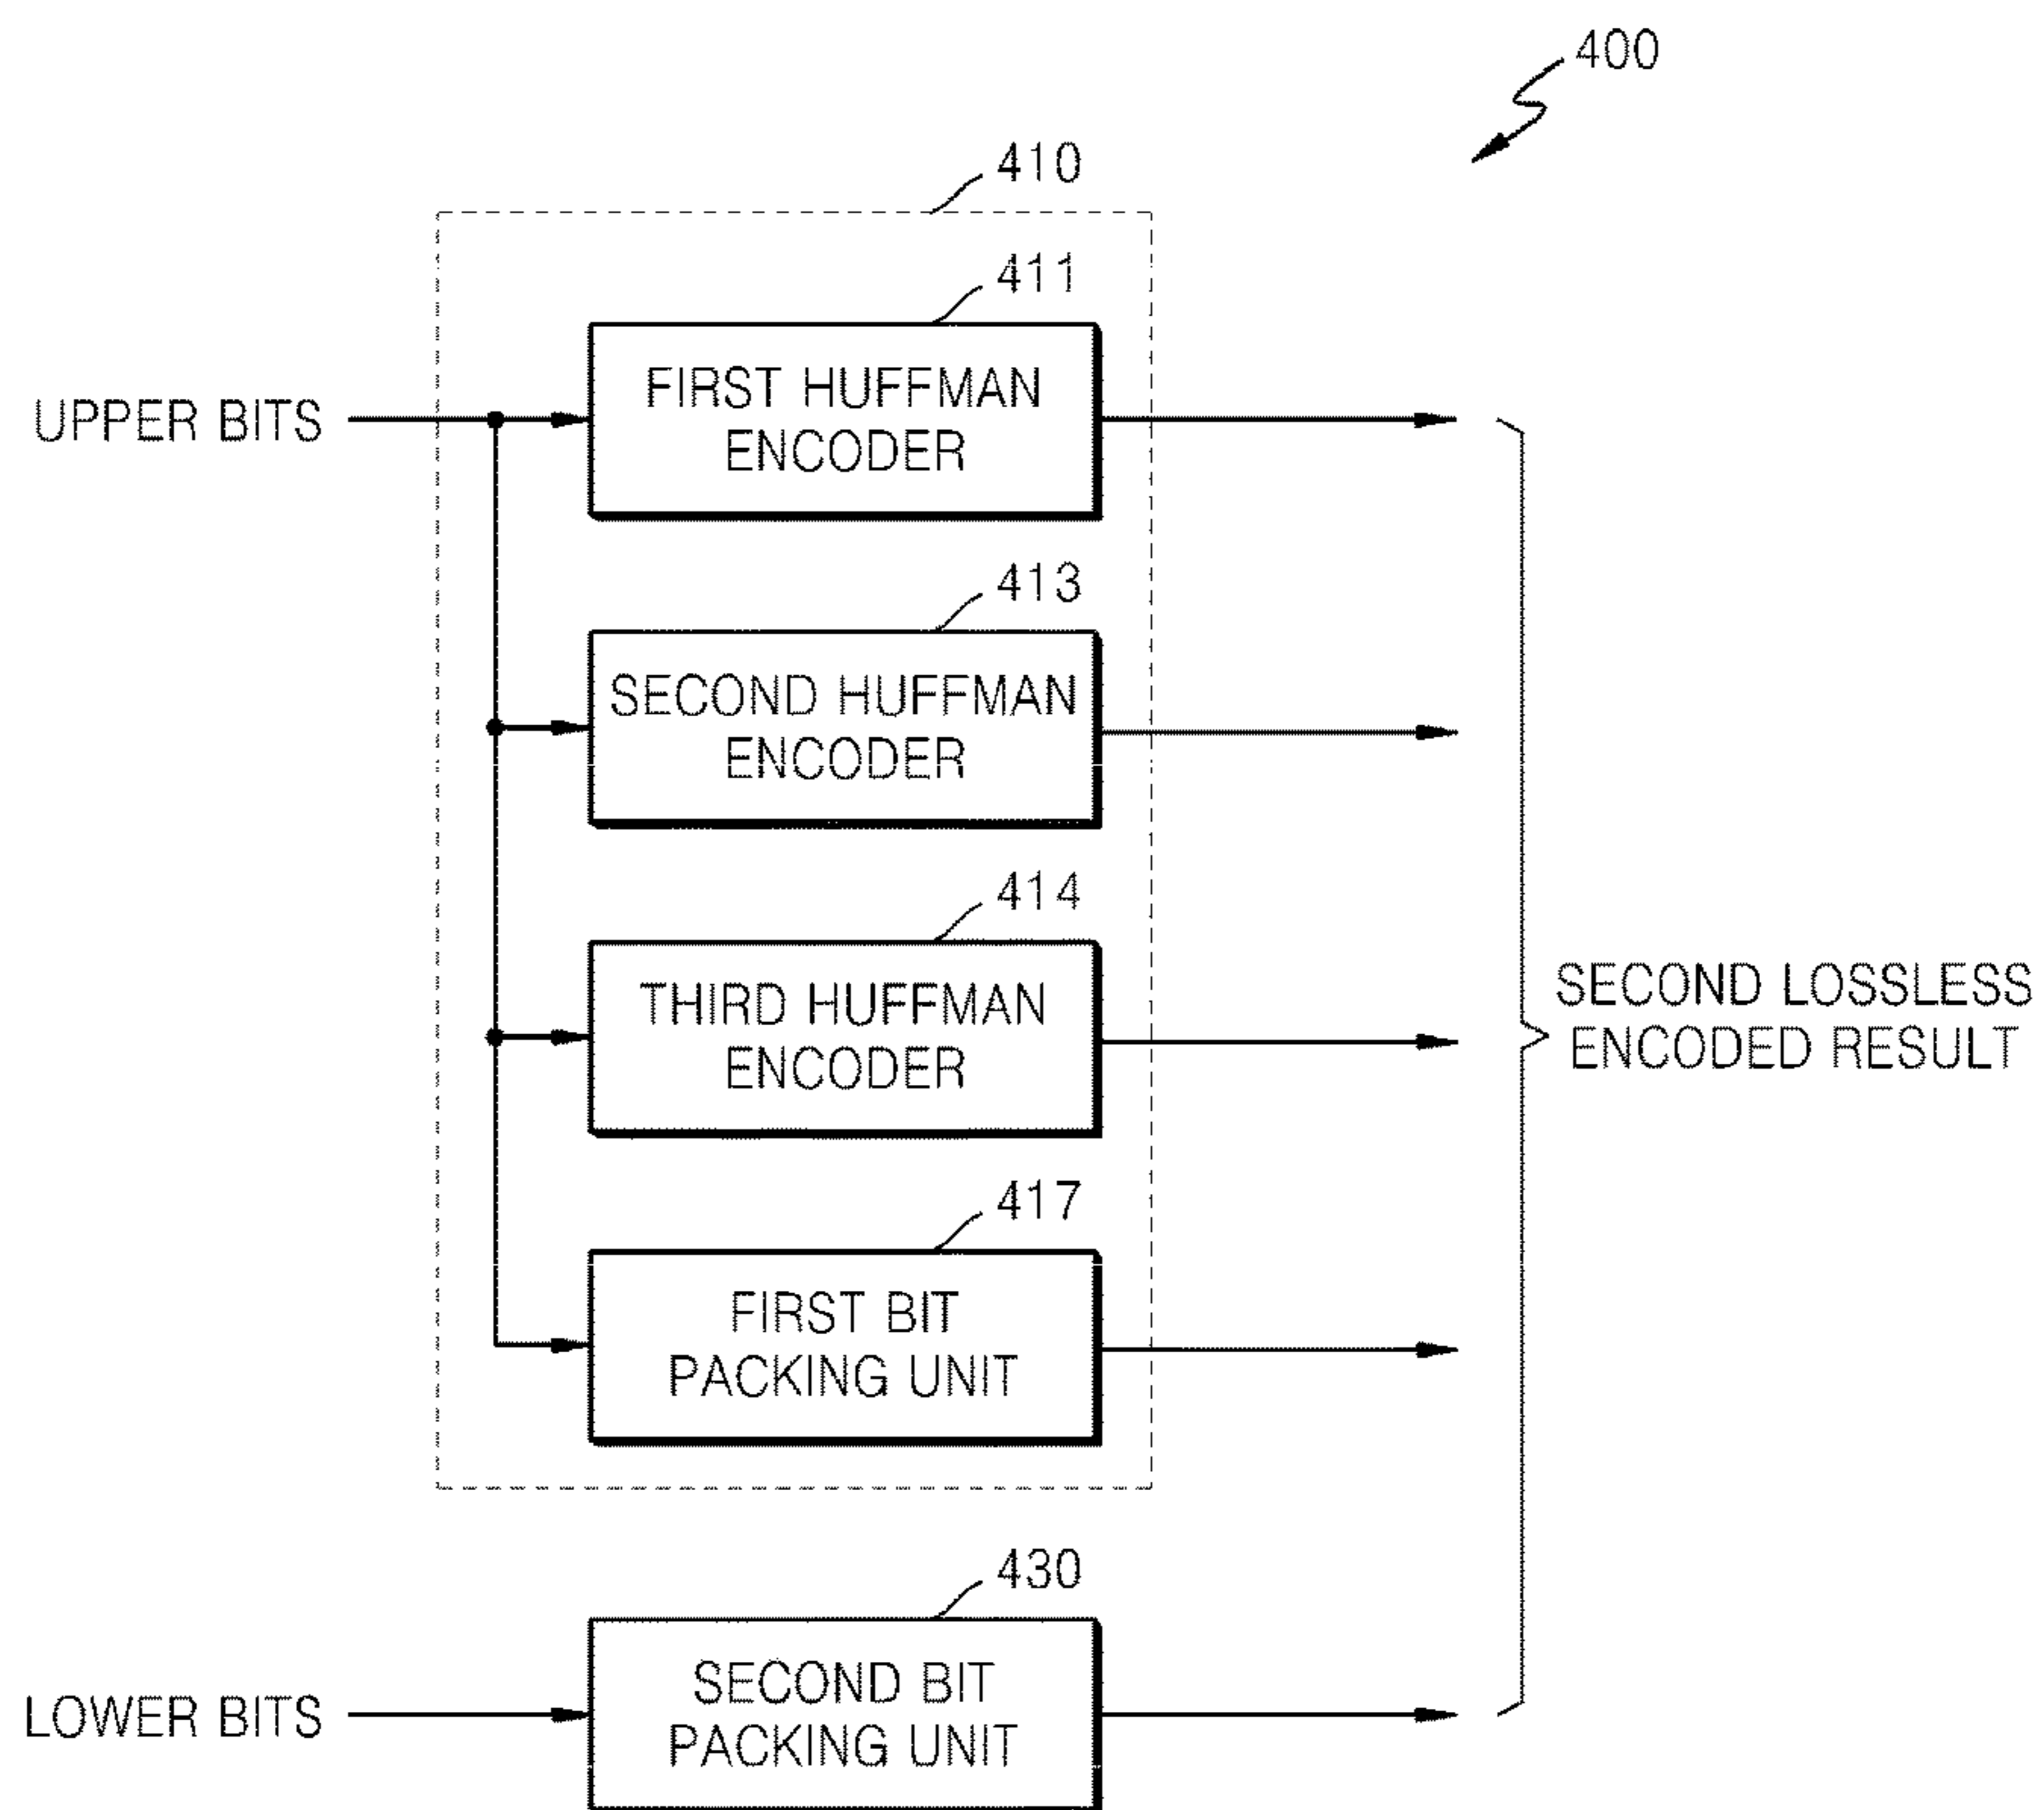 400
410
411
FIRST HUFFMAN
ENCODER
UPPER BITS
413
SECOND HUFFMAN
ENCODER
414
THIRD HUFFMAN
ENCODER
SECOND LOSSLESS
ENCODED RESULT
417
FIRST BIT
PACKING UNIT
430
SECOND BIT
PACKING UNIT
LOWER BITS